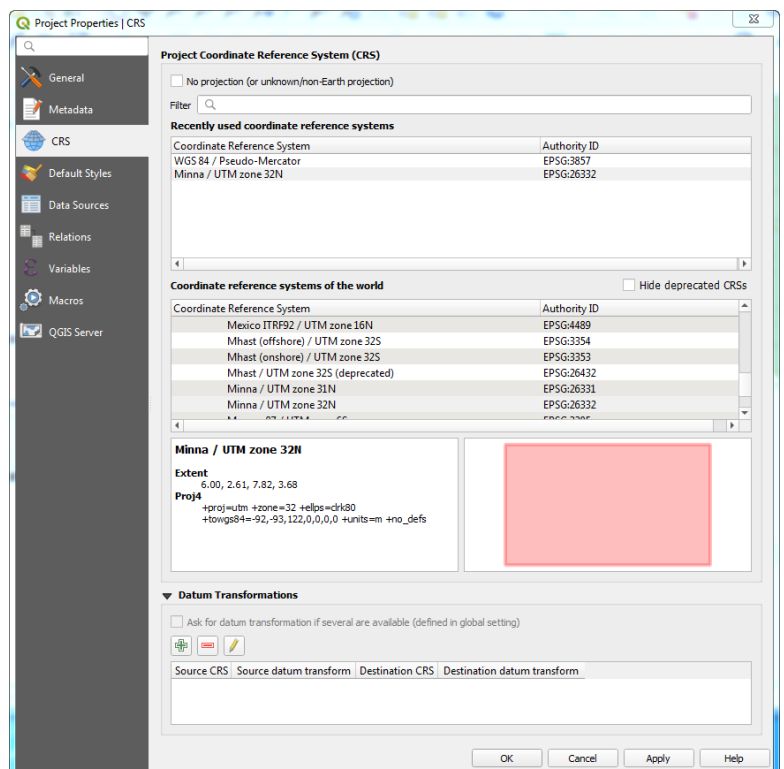 Project Properties | CRS
General
Metadata
CRS
Default Styles
Data Sources
Relations
Variables
Macros
QGIS Server
Project Coordinate Reference System (CRS)
No projection (or unknown/non-Earth projection)
Filter
Recently used coordinate reference systems
Coordinate Reference System Authority ID
WGS 84 / Pseudo-Mercator EPSG:3857
Minna / UTM zone 32N EPSG:26332
Coordinate reference systems of the world Hide deprecated CRSs
Coordinate Reference System Authority ID
Mexico ITRF92 / UTM zone 16N EPSG:4489
Mhast (offshore) / UTM zone 32S EPSG:3354
Mhast (onshore) / UTM zone 32S EPSG:3353
Mhast / UTM zone 32S (deprecated) EPSG:26432
Minna / UTM zone 31N EPSG:26331
Minna / UTM zone 32N EPSG:26332
Minna / UTM zone 32N
Extent
6.00, 2.61, 7.82, 3.68
Proj4
+proj=utm +zone=32 +ellps=clrk80
+towgs84=-92,-93,122,0,0,0,0 +units=m +no_defs
Datum Transformations
Ask for datum transformation if several are available (defined in global setting)
Source CRS Source datum transform Destination CRS Destination datum transform
OK Cancel Apply Help